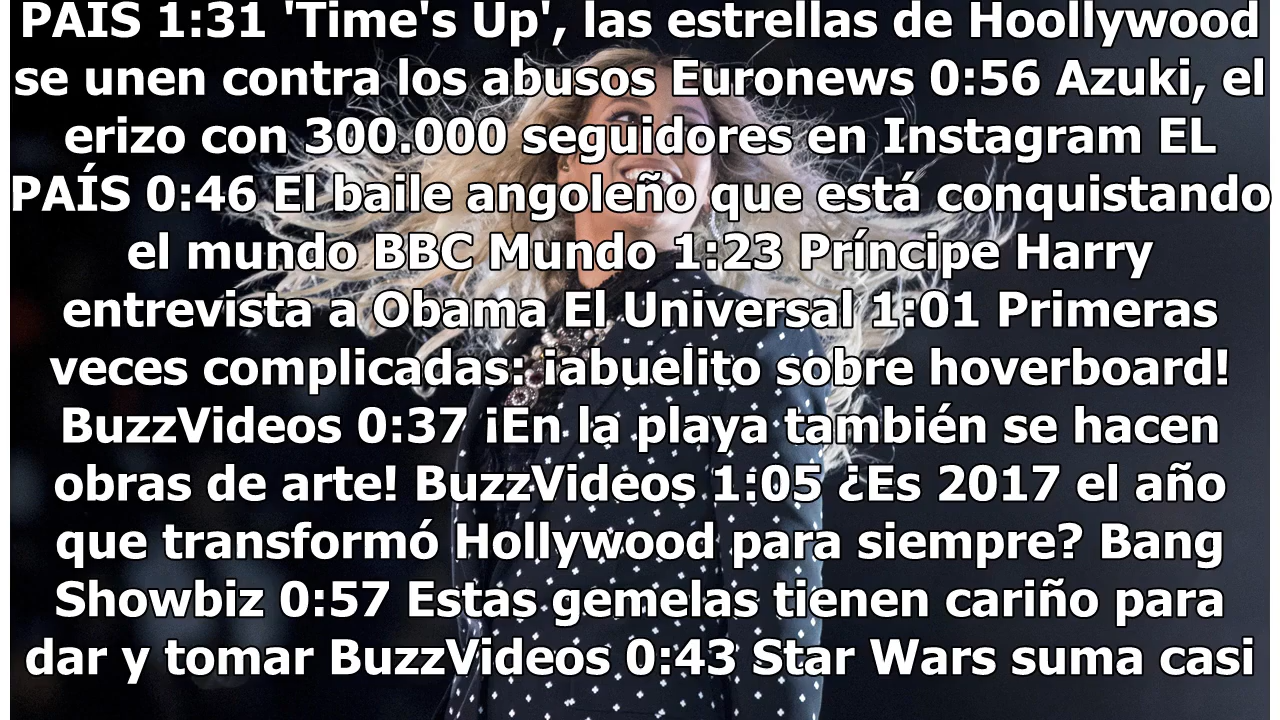 PAÍS 1:31 'Time's Up', las estrellas de Hoollywood
se unen contra los abusos Euronews 0:56 Azuki, el
erizo con 300.000 seguidores en Instagram EL
PAÍS 0:46 El baile angoleño que está conquistando
el mundo BBC Mundo 1:23 Príncipe Harry
entrevista a Obama El Universal 1:01 Primeras
veces complicadas: ¡abuelito sobre hoverboard!
BuzzVideos 0:37 ¡En la playa también se hacen
obras de arte! BuzzVideos 1:05 ¿Es 2017 el año
que transformó Hollywood para siempre? Bang
Showbiz 0:57 Estas gemelas tienen cariño para
dar y tomar BuzzVideos 0:43 Star Wars suma casi